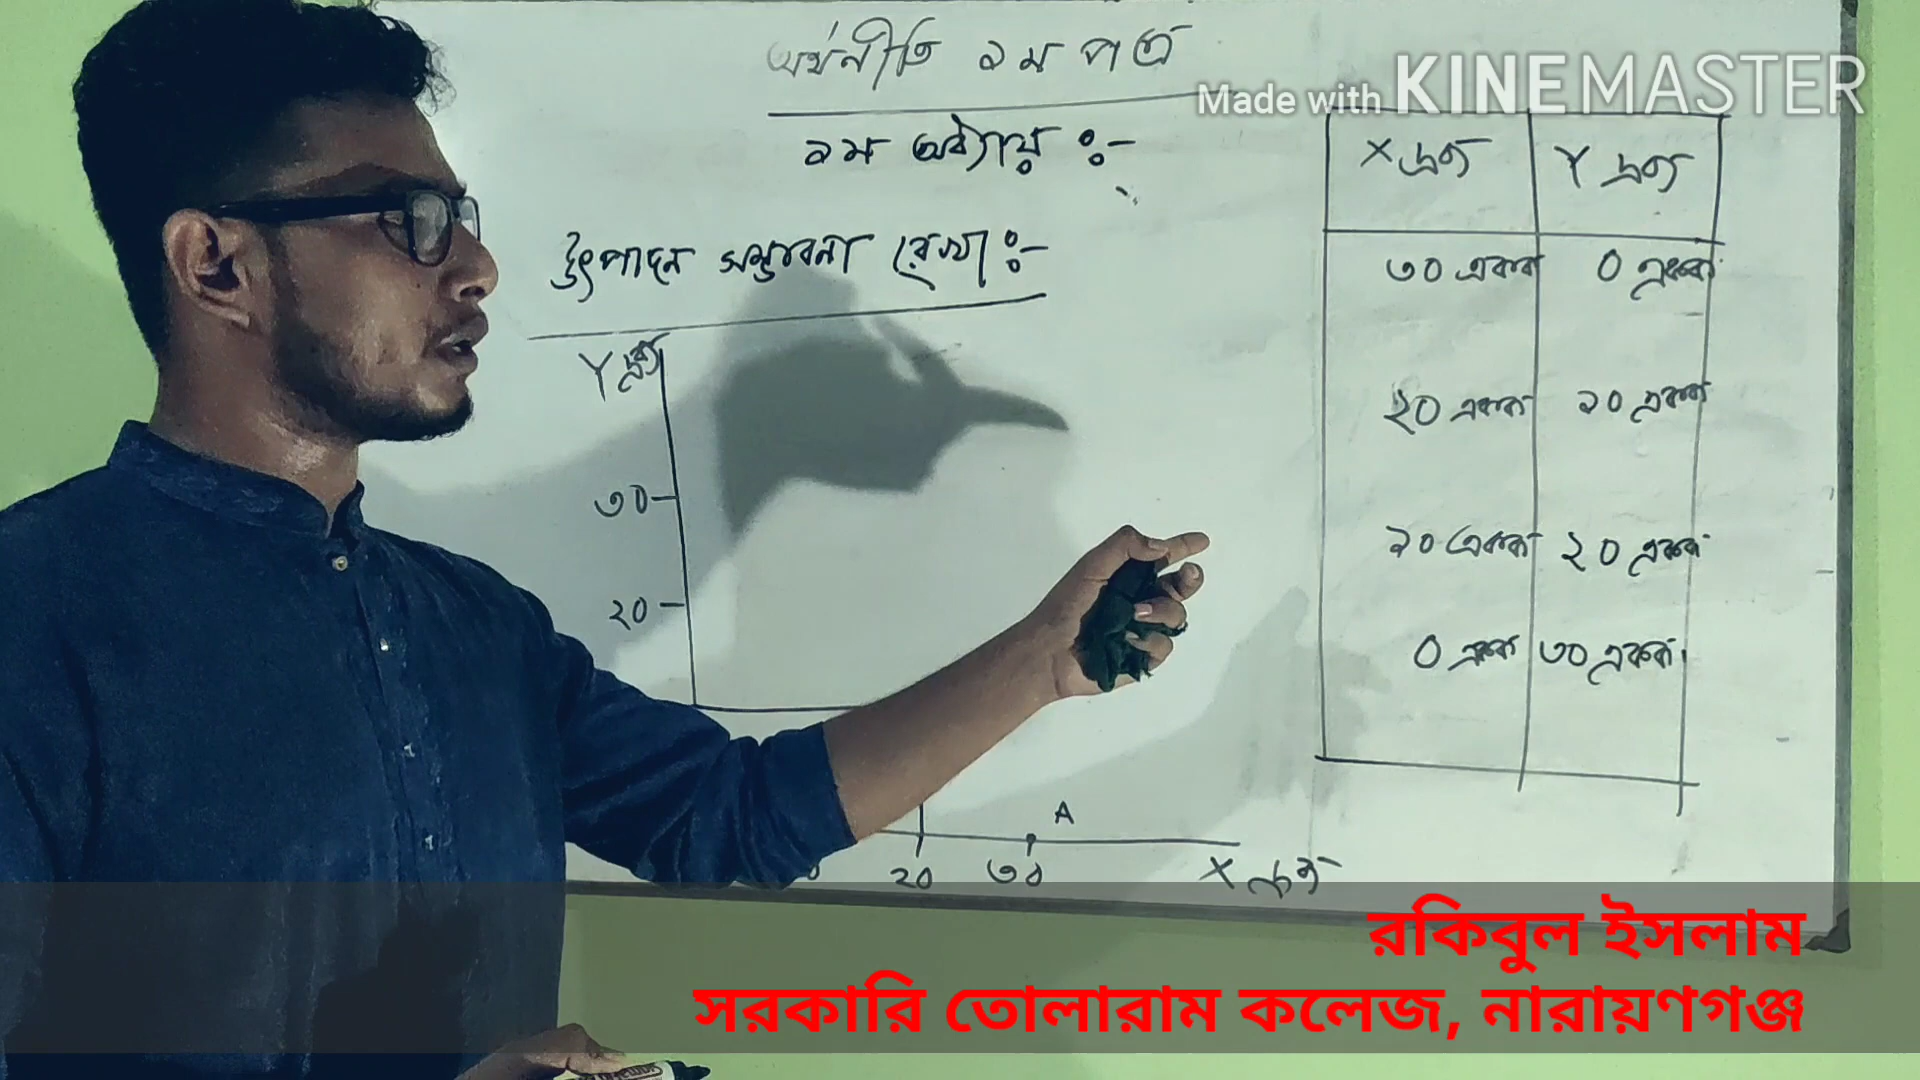 অর্থনীতি ১ম পত্র
Made with KINEMASTER
১ম অধ্যায় ঃ-
উৎপাদন সম্ভাবনা রেখা ঃ-
X দ্রব্য Y দ্রব্য
৩০ একক ০ একক
২০ একক ১০ একক
১০ একক ২০ একক
০ একক ৩০ একক
Y দ্রব্য
৩০
২০
A
২০ ৩০ X দ্রব্য
রকিবুল ইসলাম
সরকারি তোলারাম কলেজ, নারায়ণগঞ্জ